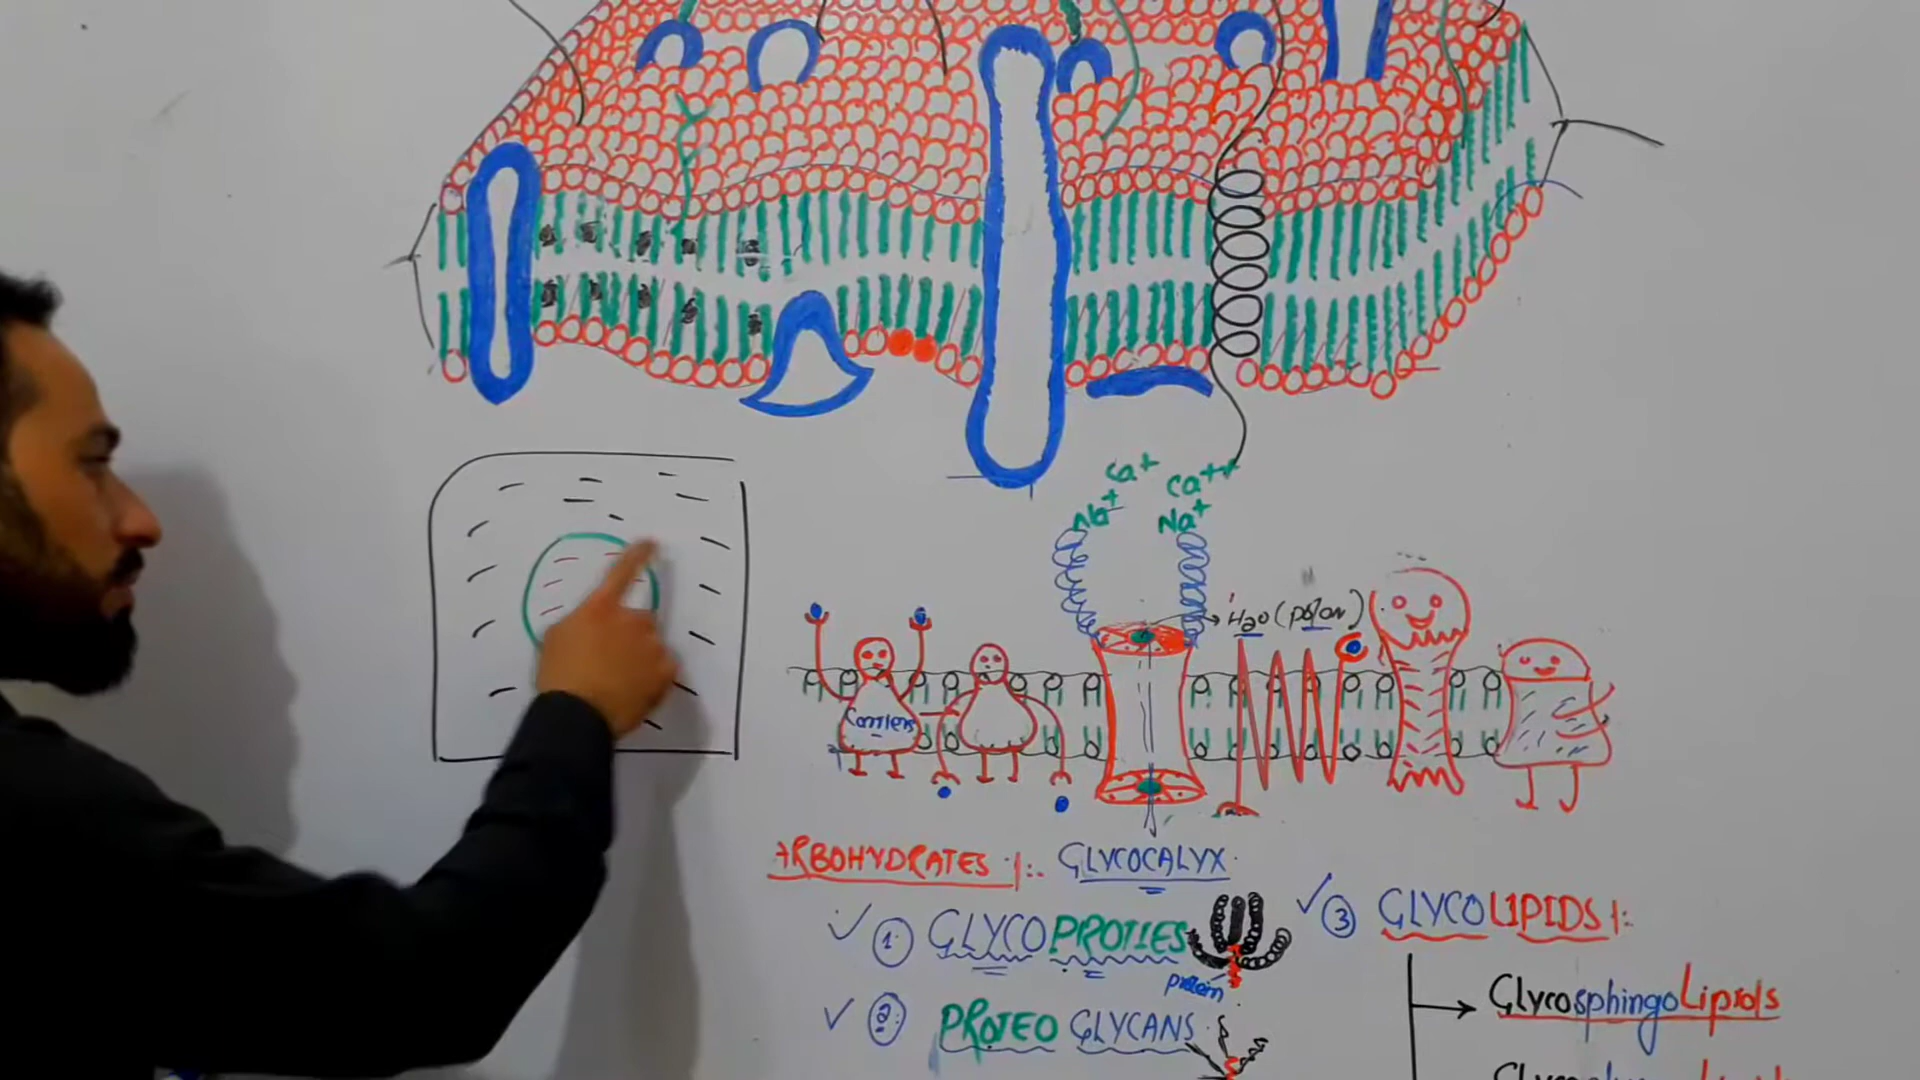 Ca+ Ca++
Na+ Na+
H2O (polar)
Carriers
ARBOHYDRATES :. GLYCOCALYX
✓ 1 GLYCOPROTIES
protein
✓ 2 PROTEO GLYCANS
✓ 3 GLYCOLIPIDS :.
GlycosphingoLipids